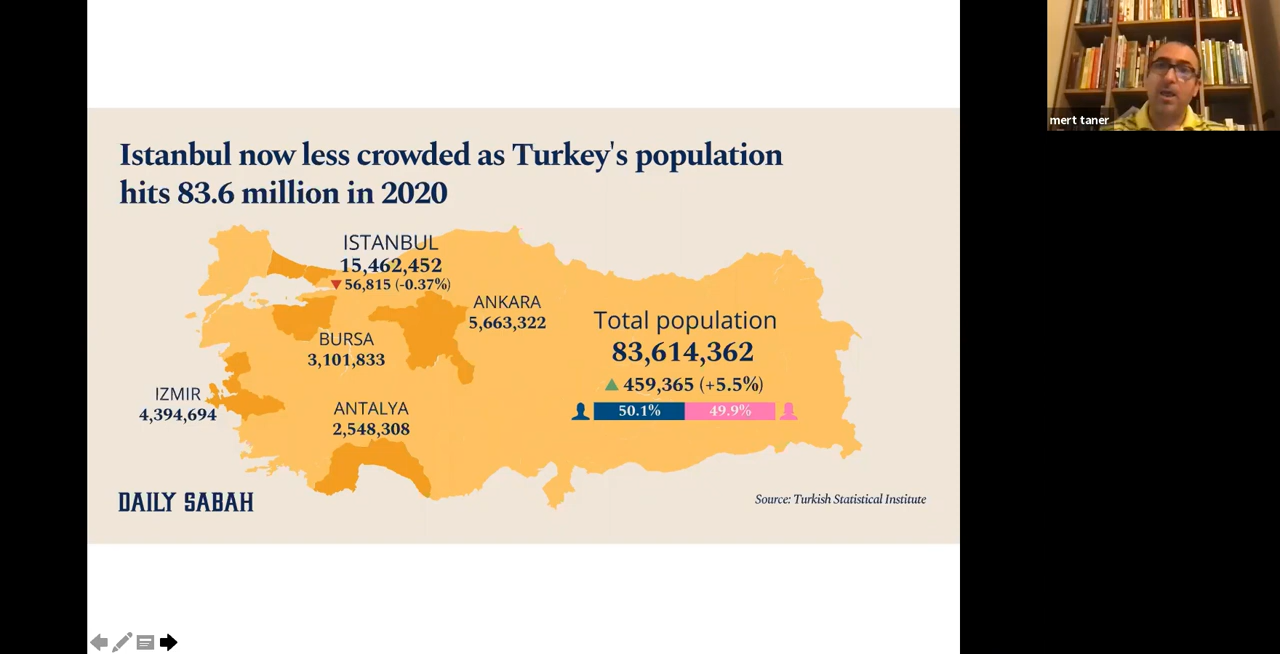 mert taner
Istanbul now less crowded as Turkey's population
hits 83.6 million in 2020
ISTANBUL
15,462,452
▼ 56,815 (-0.37%)
ANKARA
5,663,322
BURSA
3,101,833
IZMIR
4,394,694
ANTALYA
2,548,308
Total population
83,614,362
▲ 459,365 (+5.5%)
50.1% 49.9%
DAILY SABAH
Source: Turkish Statistical Institute